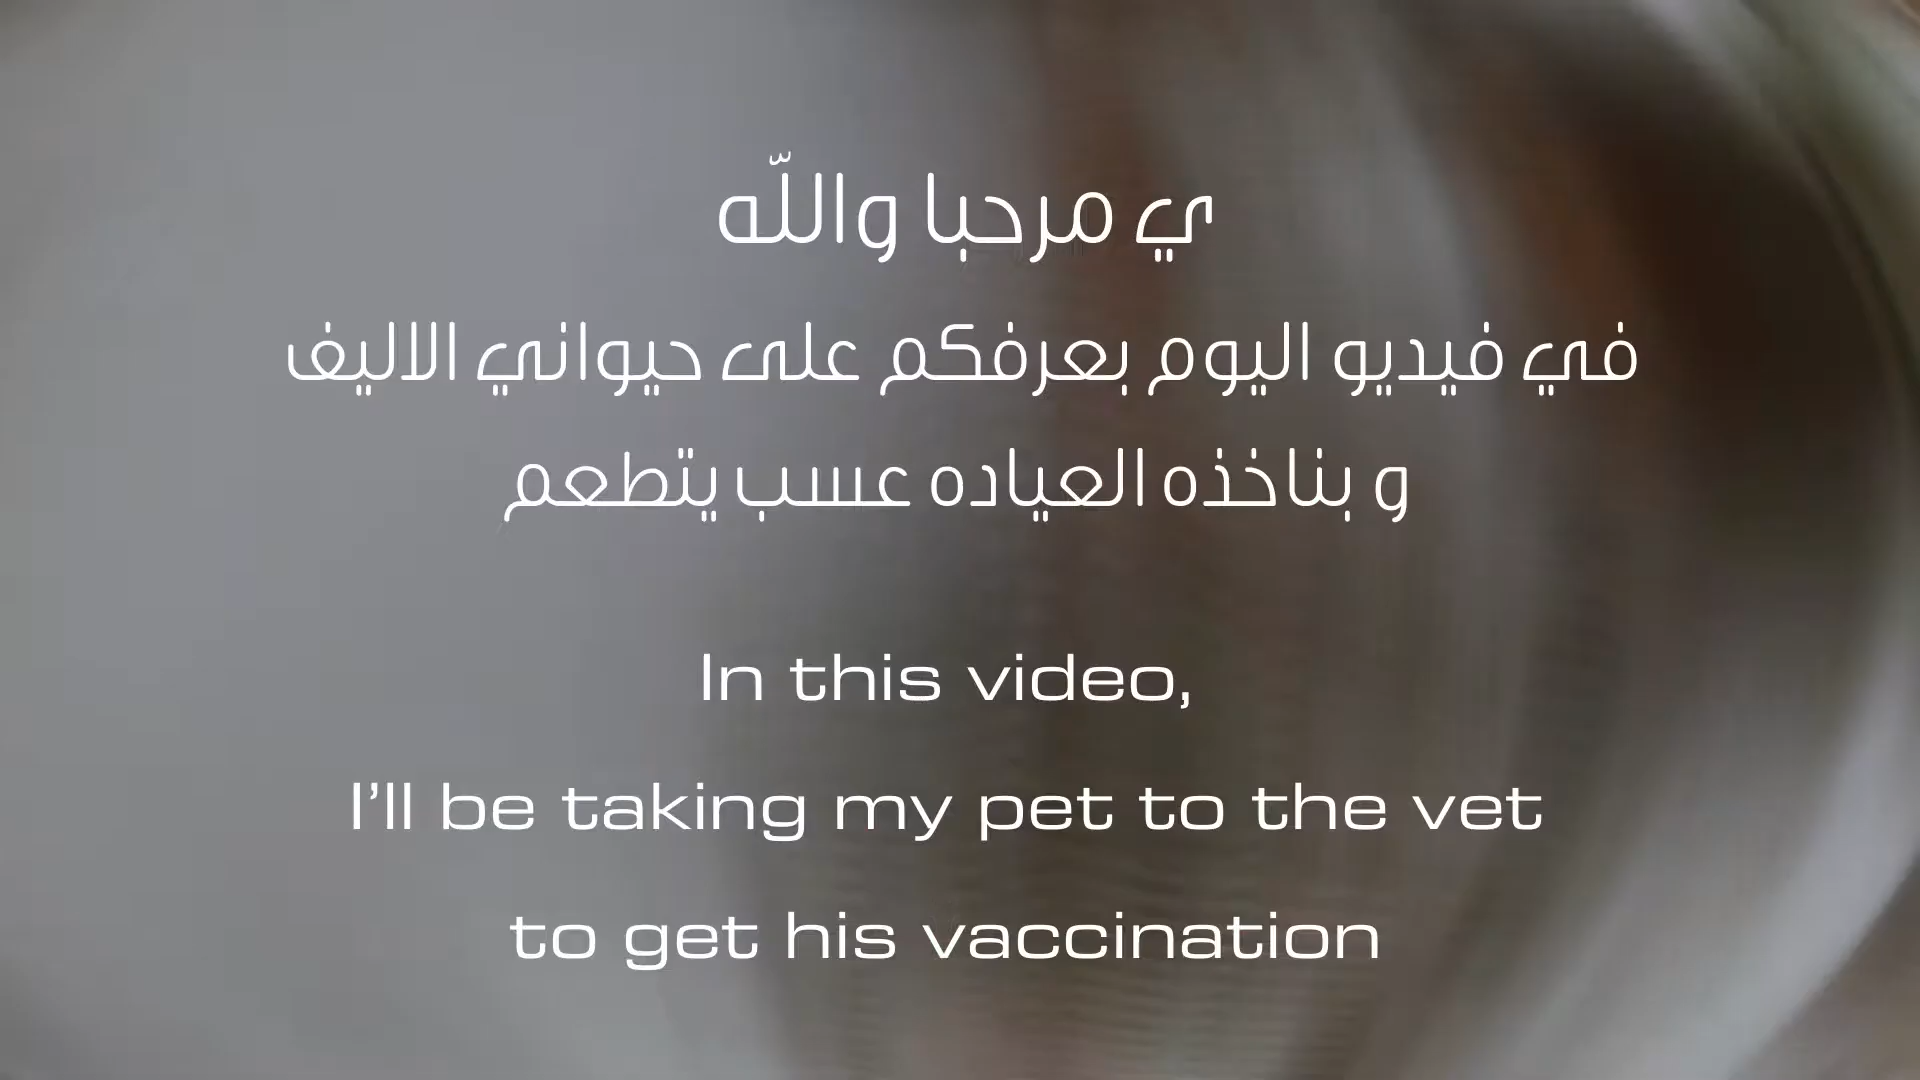 ي مرحبا واللّه
في فيديو اليوم بعرفكم على حيواني الاليف
و بناخذه العياده عسب يتطعم
In this video,
I'll be taking my pet to the vet
to get his vaccination